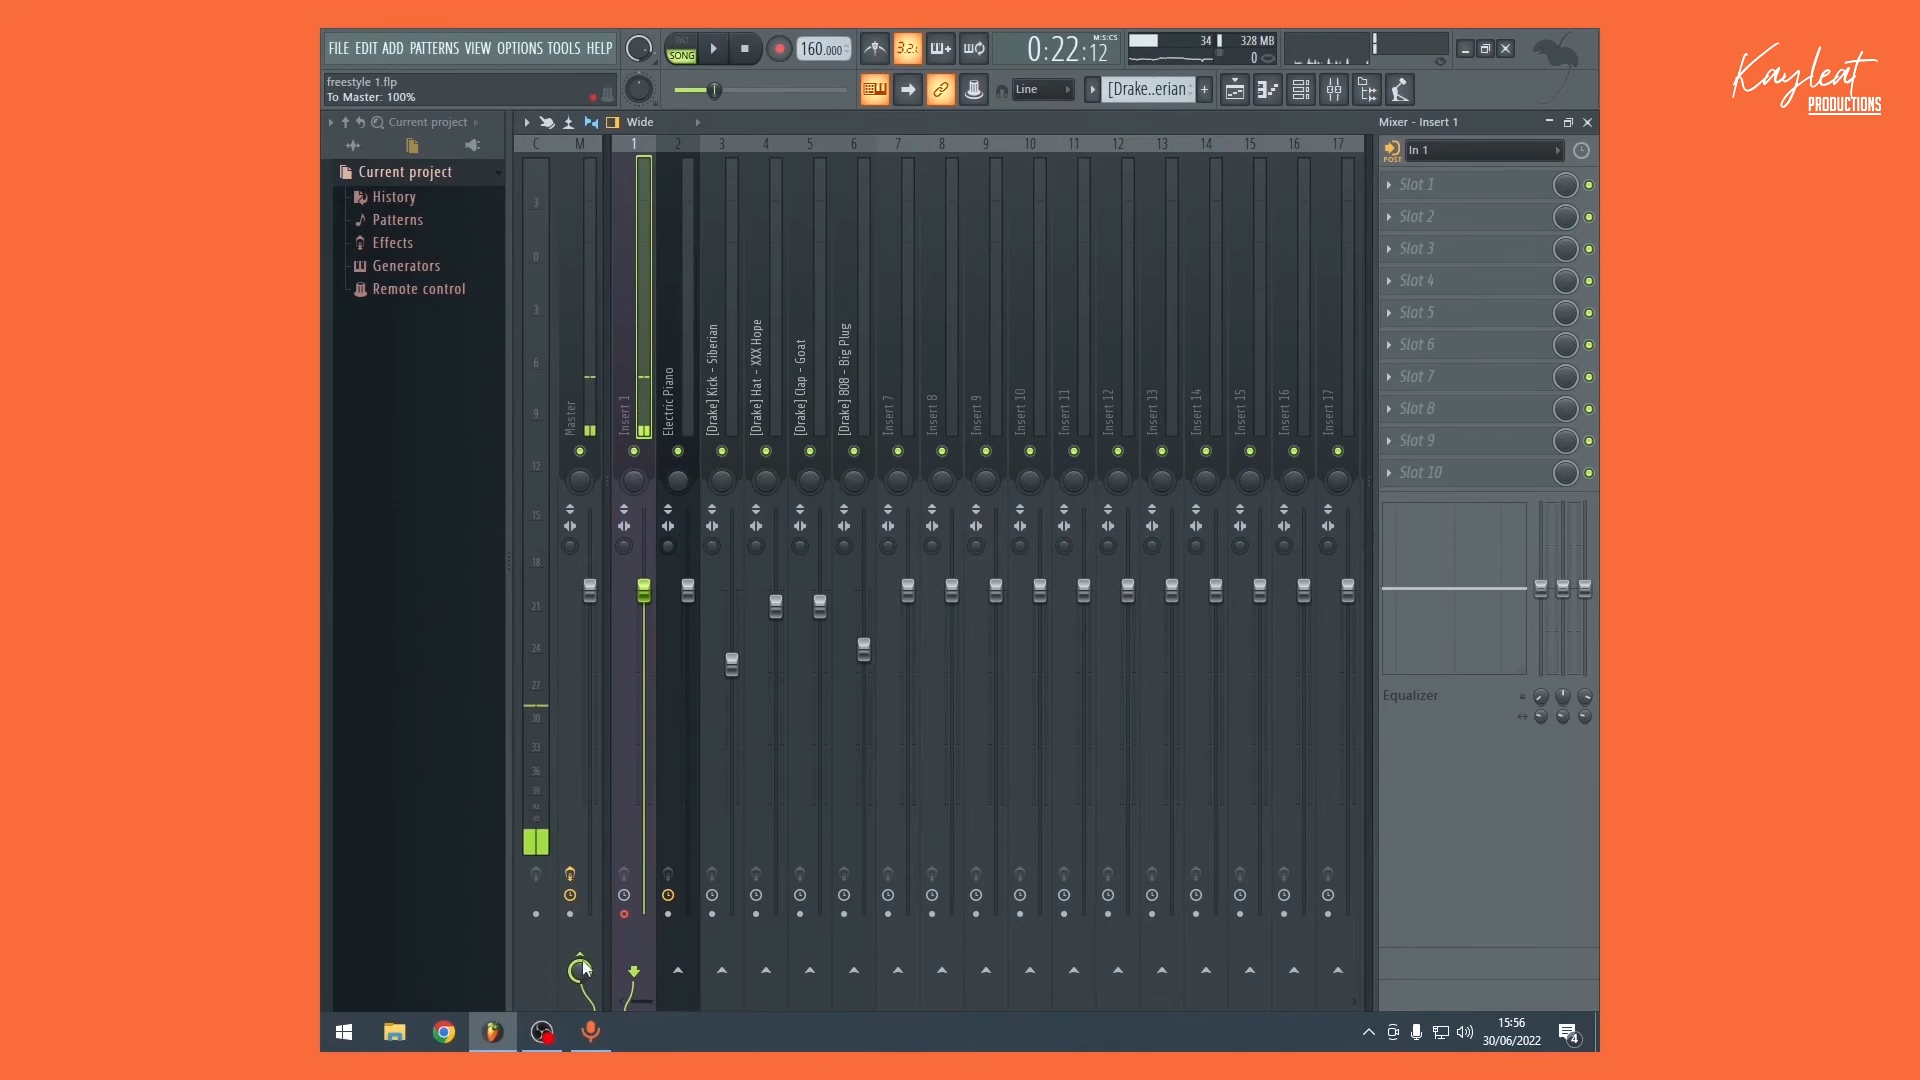 FILE EDIT ADD PATTERNS VIEW OPTIONS TOOLS HELP
PAT
SONG
160.000
3.2.
0:22:12
M:S:CS
34
328 MB
0
freestyle 1.flp
To Master: 100%
Line
[Drake..erian
Current project
Wide
Mixer - Insert 1
C M 1 2 3 4 5 6 7 8 9 10 11 12 13 14 15 16 17
POST
In 1
Current project
History
Patterns
Effects
Generators
Remote control
Slot 1
Slot 2
Slot 3
Slot 4
Slot 5
Slot 6
Slot 7
Slot 8
Slot 9
Slot 10
3
0
3
6
9
12
15
18
21
24
27
30
33
36
39
42
45
Master
Insert 1
Electric Piano
[Drake] Kick - Siberian
[Drake] Hat - XXX Hope
[Drake] Clap - Goat
[Drake] 808 - Big Plug
Insert 7
Insert 8
Insert 9
Insert 10
Insert 11
Insert 12
Insert 13
Insert 14
Insert 15
Insert 16
Insert 17
Equalizer
15:56
30/06/2022
4
Kayleat
PRODUCTIONS